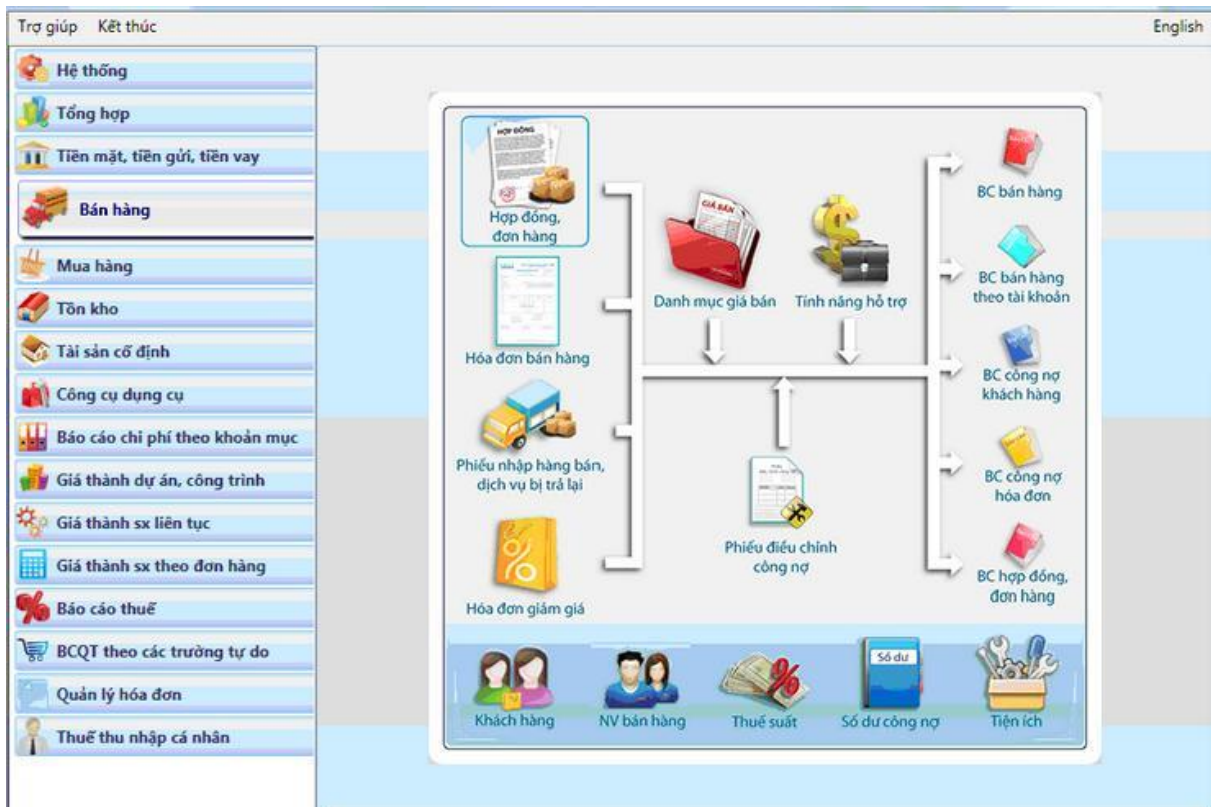 Trợ giúp Kết thúc English
Hệ thống
Tổng hợp
Tiền mặt, tiền gửi, tiền vay
Bán hàng
Mua hàng
Tồn kho
Tài sản cố định
Công cụ dụng cụ
Báo cáo chi phí theo khoản mục
Giá thành dự án, công trình
Giá thành sx liên tục
Giá thành sx theo đơn hàng
Báo cáo thuế
BCQT theo các trường tự do
Quản lý hóa đơn
Thuế thu nhập cá nhân
HỢP ĐỒNG
Hợp đồng,
đơn hàng
Hóa đơn bán hàng
Phiếu nhập hàng bán,
dịch vụ bị trả lại
Hóa đơn giảm giá
GIÁ BÁN
Danh mục giá bán
Tính năng hỗ trợ
Phiếu điều chỉnh
công nợ
BC bán hàng
BC bán hàng
theo tài khoản
BC công nợ
khách hàng
BC công nợ
hóa đơn
BC hợp đồng,
đơn hàng
Khách hàng
NV bán hàng
Thuế suất
Số dư
Số dư công nợ
Tiện ích